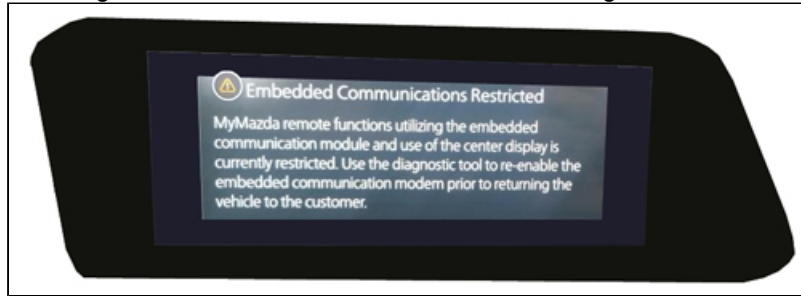 Embedded Communications Restricted
MyMazda remote functions utilizing the embedded
communication module and use of the center display is
currently restricted. Use the diagnostic tool to re-enable the
embedded communication modem prior to returning the
vehicle to the customer.